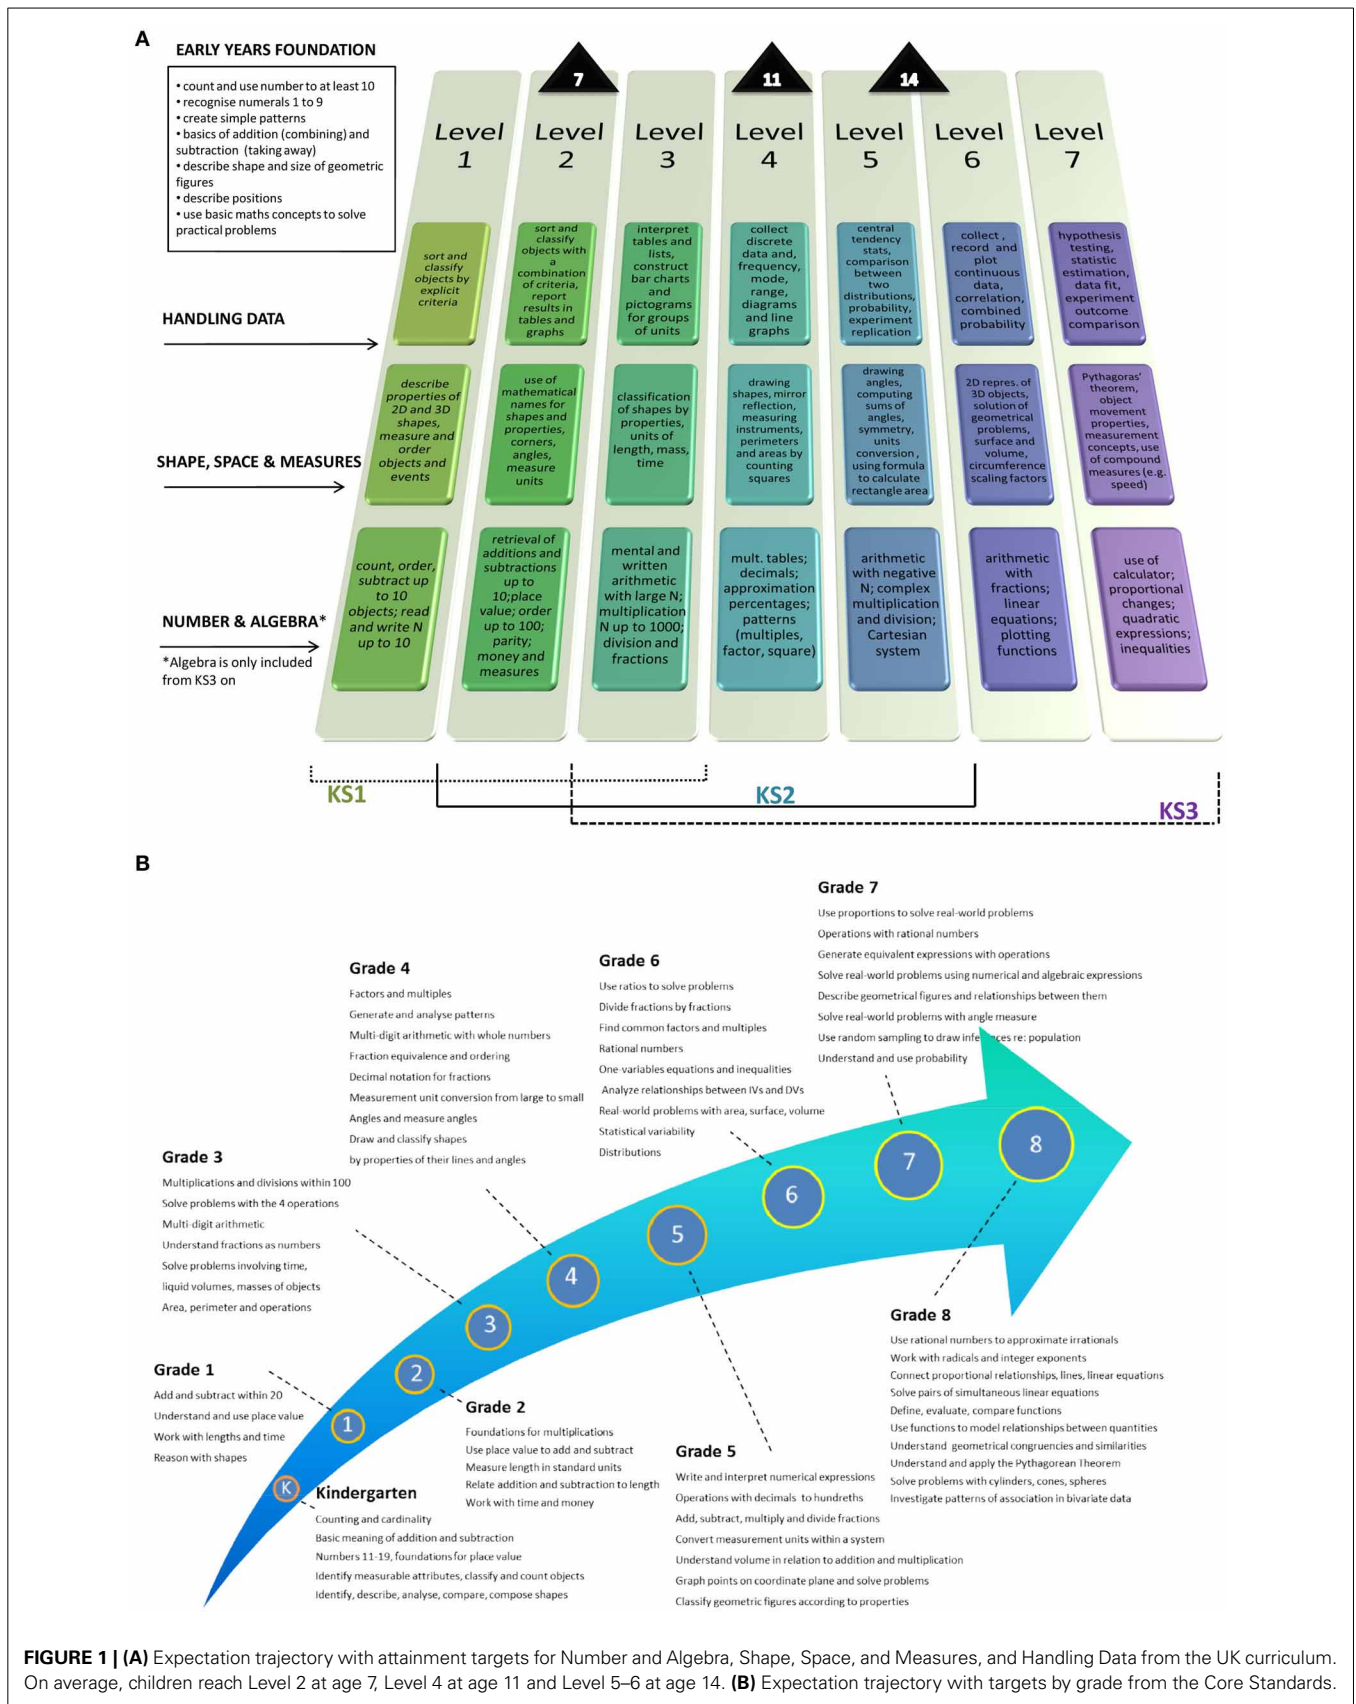 A
EARLY YEARS FOUNDATION
• count and use number to at least 10
• recognise numerals 1 to 9
• create simple patterns
• basics of addition (combining) and
subtraction (taking away)
• describe shape and size of geometric
figures
• describe positions
• use basic maths concepts to solve
practical problems
7
11
14
Level
1
Level
2
Level
3
Level
4
Level
5
Level
6
Level
7
HANDLING DATA
sort and
classify
objects by
explicit
criteria
sort and
classify
objects with
a
combination
of criteria,
report
results in
tables and
graphs
interpret
tables and
lists,
construct
bar charts
and
pictograms
for groups
of units
collect
discrete
data and,
frequency,
mode,
range,
diagrams
and line
graphs
central
tendency
stats,
comparison
between
two
distributions,
probability,
experiment
replication
collect ,
record and
plot
continuous
data,
correlation,
combined
probability
hypothesis
testing,
statistic
estimation,
data fit,
experiment
outcome
comparison
SHAPE, SPACE & MEASURES
describe
properties of
2D and 3D
shapes,
measure and
order
objects and
events
use of
mathematical
names for
shapes and
properties,
corners,
angles,
measure
units
classification
of shapes by
properties,
units of
length, mass,
time
drawing
shapes, mirror
reflection,
measuring
instruments,
perimeters
and areas by
counting
squares
drawing
angles,
computing
sums of
angles,
symmetry,
units
conversion ,
using formula
to calculate
rectangle area
2D repres. of
3D objects,
solution of
geometrical
problems,
surface and
volume,
circumference
scaling factors
Pythagoras'
theorem,
object
movement
properties,
measurement
concepts, use
of compound
measures (e.g.
speed)
NUMBER & ALGEBRA*
*Algebra is only included
from KS3 on
count, order,
subtract up
to 10
objects; read
and write N
up to 10
retrieval of
additions and
subtractions
up to
10;place
value; order
up to 100;
parity;
money and
measures
mental and
written
arithmetic
with large N;
multiplication
N up to 1000;
division and
fractions
mult. tables;
decimals;
approximation
percentages;
patterns
(multiples,
factor, square)
arithmetic
with negative
N; complex
multiplication
and division;
Cartesian
system
arithmetic
with
fractions;
linear
equations;
plotting
functions
use of
calculator;
proportional
changes;
quadratic
expressions;
inequalities
KS1
KS2
KS3
B
Grade 7
Use proportions to solve real-world problems
Operations with rational numbers
Generate equivalent expressions with operations
Solve real-world problems using numerical and algebraic expressions
Describe geometrical figures and relationships between them
Solve real-world problems with angle measure
Use random sampling to draw inferences re: population
Understand and use probability
Grade 4
Factors and multiples
Generate and analyse patterns
Multi-digit arithmetic with whole numbers
Fraction equivalence and ordering
Decimal notation for fractions
Measurement unit conversion from large to small
Angles and measure angles
Draw and classify shapes
by properties of their lines and angles
Grade 6
Use ratios to solve problems
Divide fractions by fractions
Find common factors and multiples
Rational numbers
One-variables equations and inequalities
Analyze relationships between IVs and DVs
Real-world problems with area, surface, volume
Statistical variability
Distributions
Grade 3
Multiplications and divisions within 100
Solve problems with the 4 operations
Multi-digit arithmetic
Understand fractions as numbers
Solve problems involving time,
liquid volumes, masses of objects
Area, perimeter and operations
8
7
6
5
4
3
2
1
K
Grade 1
Add and subtract within 20
Understand and use place value
Work with lengths and time
Reason with shapes
Grade 2
Foundations for multiplications
Use place value to add and subtract
Measure length in standard units
Relate addition and subtraction to length
Work with time and money
Kindergarten
Counting and cardinality
Basic meaning of addition and subtraction
Numbers 11-19, foundations for place value
Identify measurable attributes, classify and count objects
Identify, describe, analyse, compare, compose shapes
Grade 5
Write and interpret numerical expressions
Operations with decimals to hundreths
Add, subtract, multiply and divide fractions
Convert measurement units within a system
Understand volume in relation to addition and multiplication
Graph points on coordinate plane and solve problems
Classify geometric figures according to properties
Grade 8
Use rational numbers to approximate irrationals
Work with radicals and integer exponents
Connect proportional relationships, lines, linear equations
Solve pairs of simultaneous linear equations
Define, evaluate, compare functions
Use functions to model relationships between quantities
Understand geometrical congruencies and similarities
Understand and apply the Pythagorean Theorem
Solve problems with cylinders, cones, spheres
Investigate patterns of association in bivariate data
FIGURE 1 | (A) Expectation trajectory with attainment targets for Number and Algebra, Shape, Space, and Measures, and Handling Data from the UK curriculum.
On average, children reach Level 2 at age 7, Level 4 at age 11 and Level 5–6 at age 14. (B) Expectation trajectory with targets by grade from the Core Standards.